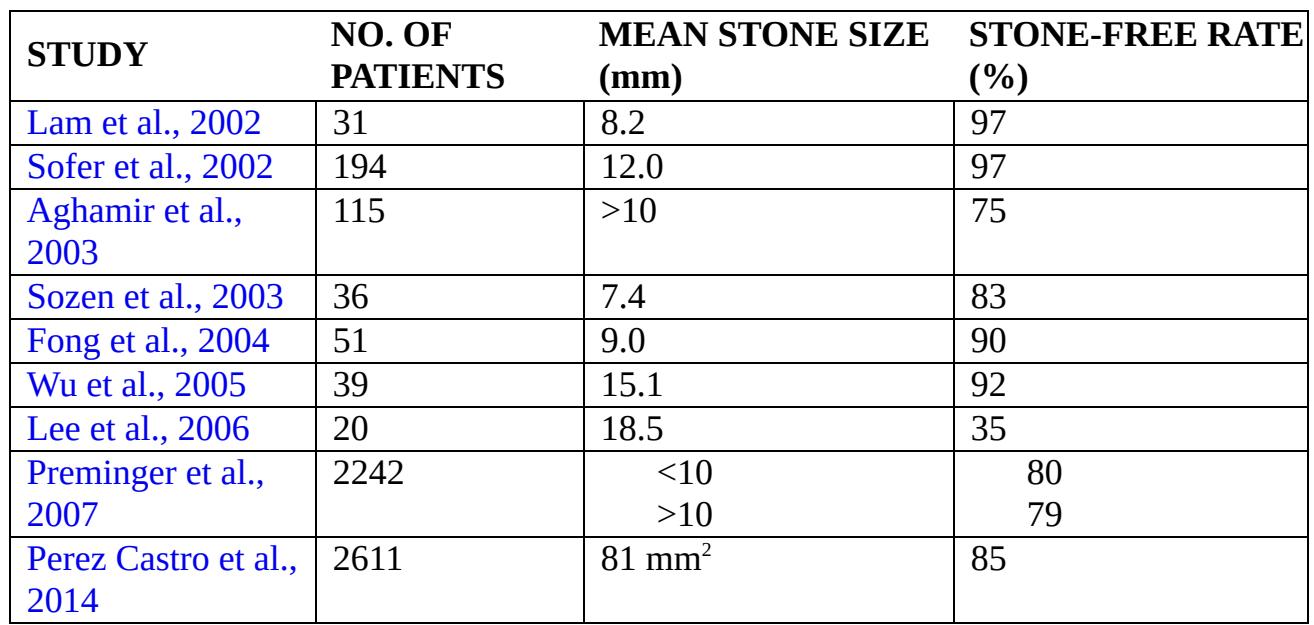 STUDY NO. OF PATIENTS MEAN STONE SIZE (mm) STONE-FREE RATE (%)
Lam et al., 2002 31 8.2 97
Sofer et al., 2002 194 12.0 97
Aghamir et al., 2003 115 >10 75
Sozen et al., 2003 36 7.4 83
Fong et al., 2004 51 9.0 90
Wu et al., 2005 39 15.1 92
Lee et al., 2006 20 18.5 35
Preminger et al., 2242 <10 80
2007 >10 79
Perez Castro et al., 2014 2611 81 mm² 85